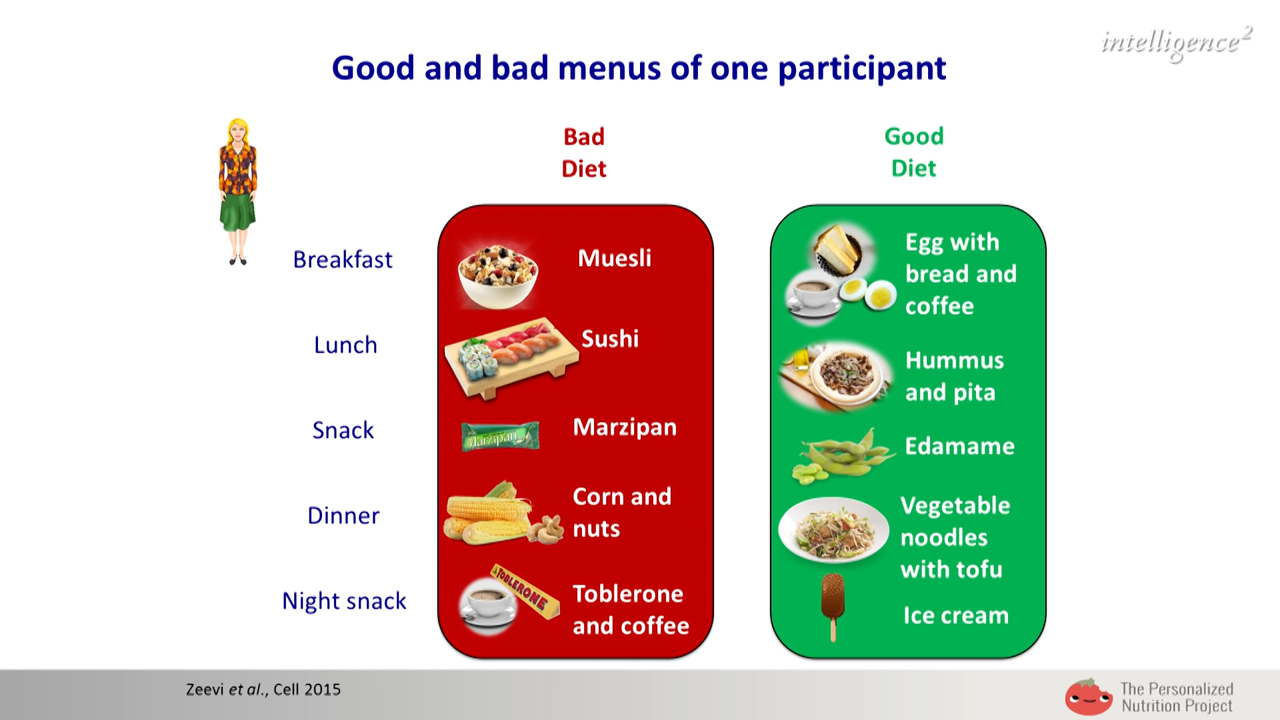 intelligence²
Good and bad menus of one participant
Bad
Diet
Good
Diet
Breakfast
Muesli
Egg with
bread and
coffee
Lunch
Sushi
Hummus
and pita
Snack
marzipan
Marzipan
Edamame
Dinner
Corn and
nuts
Vegetable
noodles
with tofu
Night snack
TOBLERONE
Toblerone
and coffee
Ice cream
Zeevi et al., Cell 2015
The Personalized
Nutrition Project